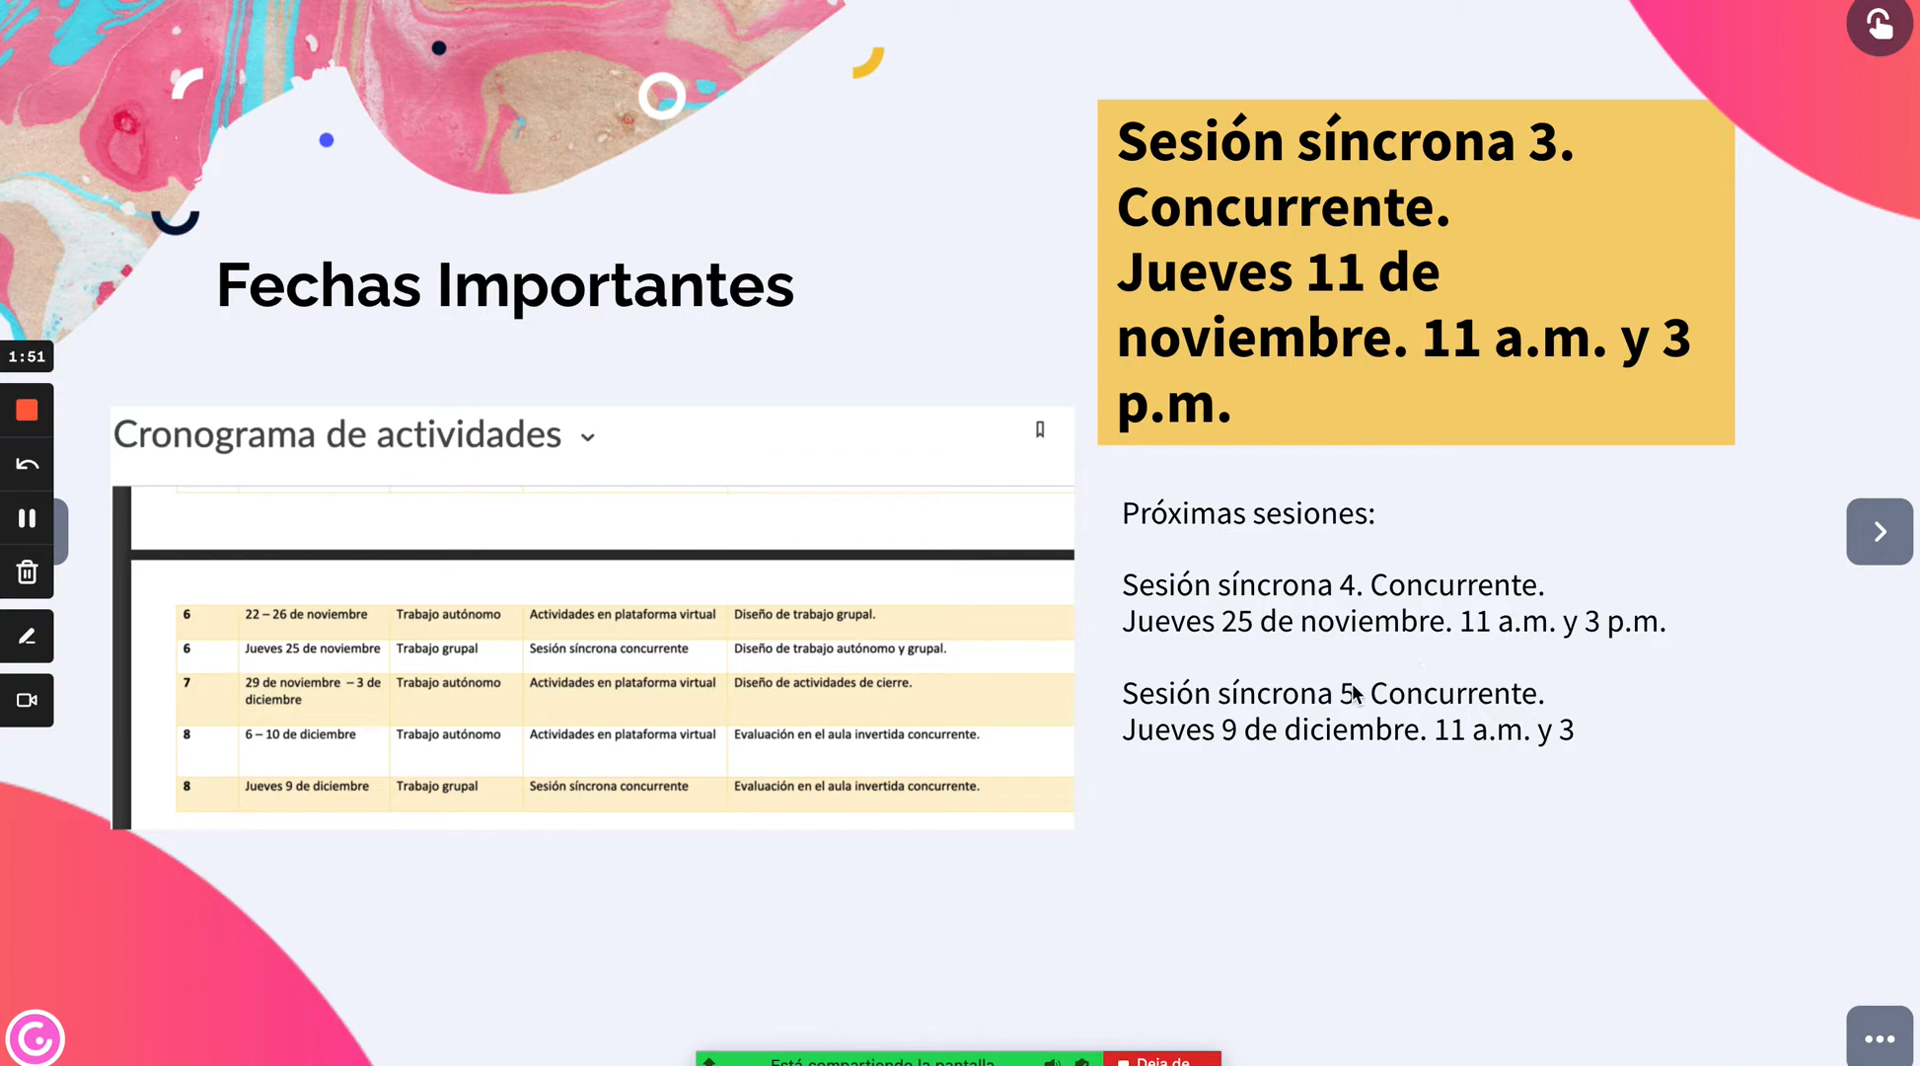 Sesión síncrona 3.
Concurrente.
Jueves 11 de
noviembre. 11 a.m. y 3
p.m.
Fechas Importantes
1:51
Cronograma de actividades
6 22 – 26 de noviembre Trabajo autónomo Actividades en plataforma virtual Diseño de trabajo grupal.
6 Jueves 25 de noviembre Trabajo grupal Sesión síncrona concurrente Diseño de trabajo autónomo y grupal.
7 29 de noviembre – 3 de diciembre Trabajo autónomo Actividades en plataforma virtual Diseño de actividades de cierre.
8 6 – 10 de diciembre Trabajo autónomo Actividades en plataforma virtual Evaluación en el aula invertida concurrente.
8 Jueves 9 de diciembre Trabajo grupal Sesión síncrona concurrente Evaluación en el aula invertida concurrente.
Próximas sesiones:
Sesión síncrona 4. Concurrente.
Jueves 25 de noviembre. 11 a.m. y 3 p.m.
Sesión síncrona 5. Concurrente.
Jueves 9 de diciembre. 11 a.m. y 3
Está compartiendo la pantalla
Deja de